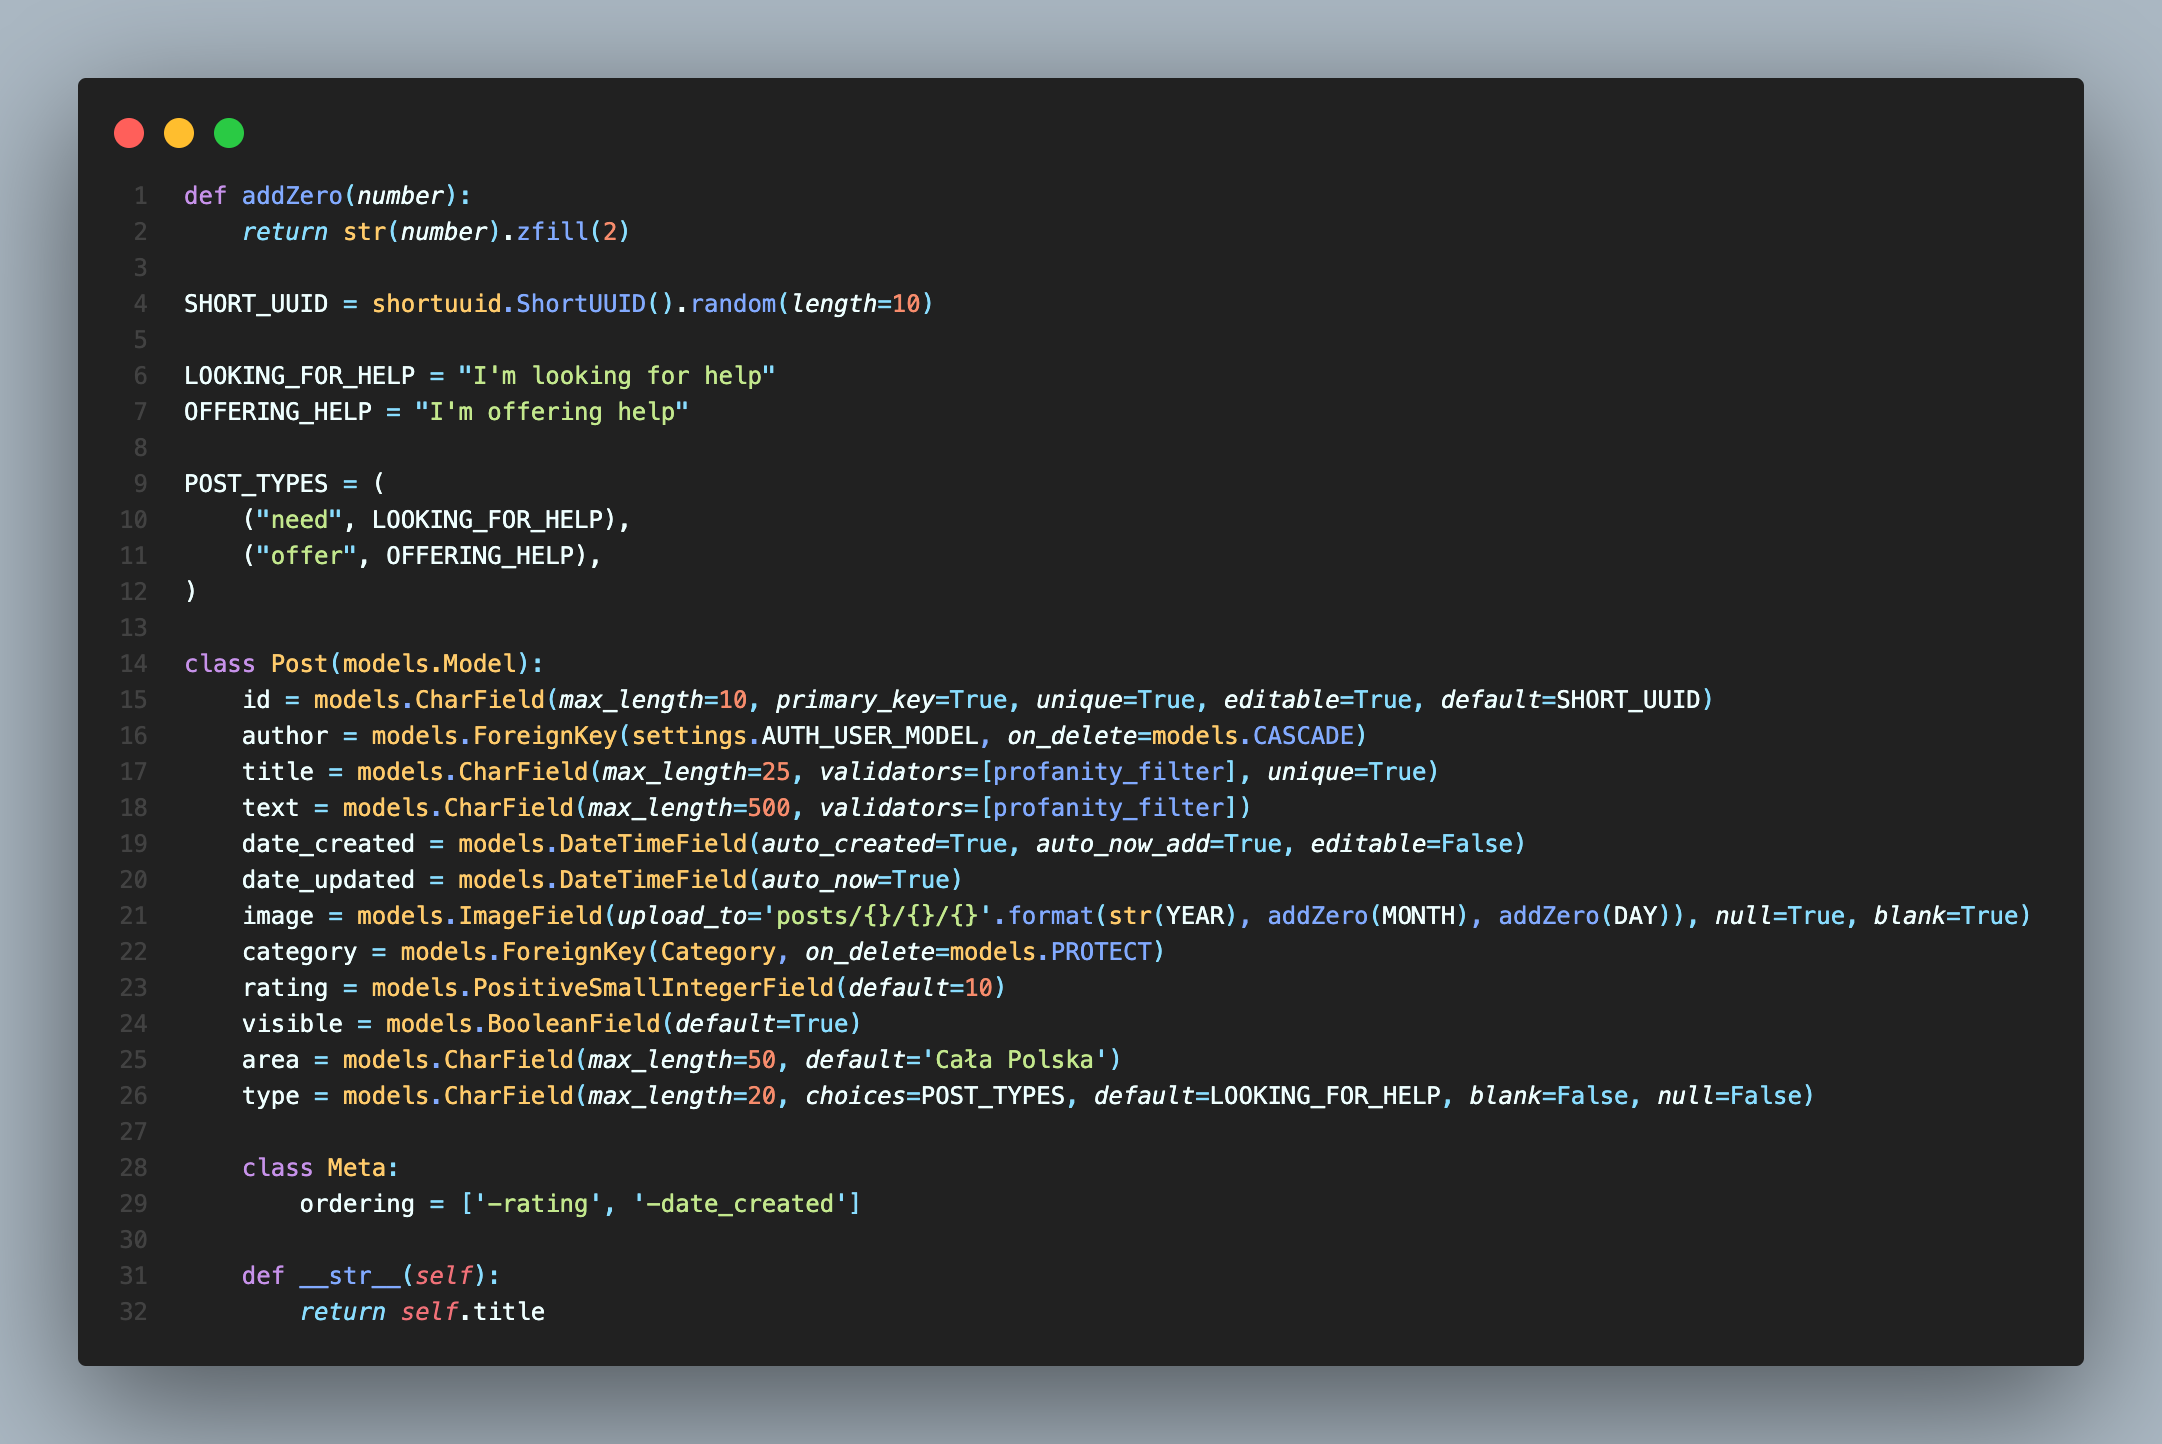 1 def addZero(number):
2     return str(number).zfill(2)
3
4 SHORT_UUID = shortuuid.ShortUUID().random(length=10)
5
6 LOOKING_FOR_HELP = "I'm looking for help"
7 OFFERING_HELP = "I'm offering help"
8
9 POST_TYPES = (
10     ("need", LOOKING_FOR_HELP),
11     ("offer", OFFERING_HELP),
12 )
13
14 class Post(models.Model):
15     id = models.CharField(max_length=10, primary_key=True, unique=True, editable=True, default=SHORT_UUID)
16     author = models.ForeignKey(settings.AUTH_USER_MODEL, on_delete=models.CASCADE)
17     title = models.CharField(max_length=25, validators=[profanity_filter], unique=True)
18     text = models.CharField(max_length=500, validators=[profanity_filter])
19     date_created = models.DateTimeField(auto_created=True, auto_now_add=True, editable=False)
20     date_updated = models.DateTimeField(auto_now=True)
21     image = models.ImageField(upload_to='posts/{}/{}/{}'.format(str(YEAR), addZero(MONTH), addZero(DAY)), null=True, blank=True)
22     category = models.ForeignKey(Category, on_delete=models.PROTECT)
23     rating = models.PositiveSmallIntegerField(default=10)
24     visible = models.BooleanField(default=True)
25     area = models.CharField(max_length=50, default='Cała Polska')
26     type = models.CharField(max_length=20, choices=POST_TYPES, default=LOOKING_FOR_HELP, blank=False, null=False)
27
28     class Meta:
29         ordering = ['-rating', '-date_created']
30
31     def __str__(self):
32         return self.title